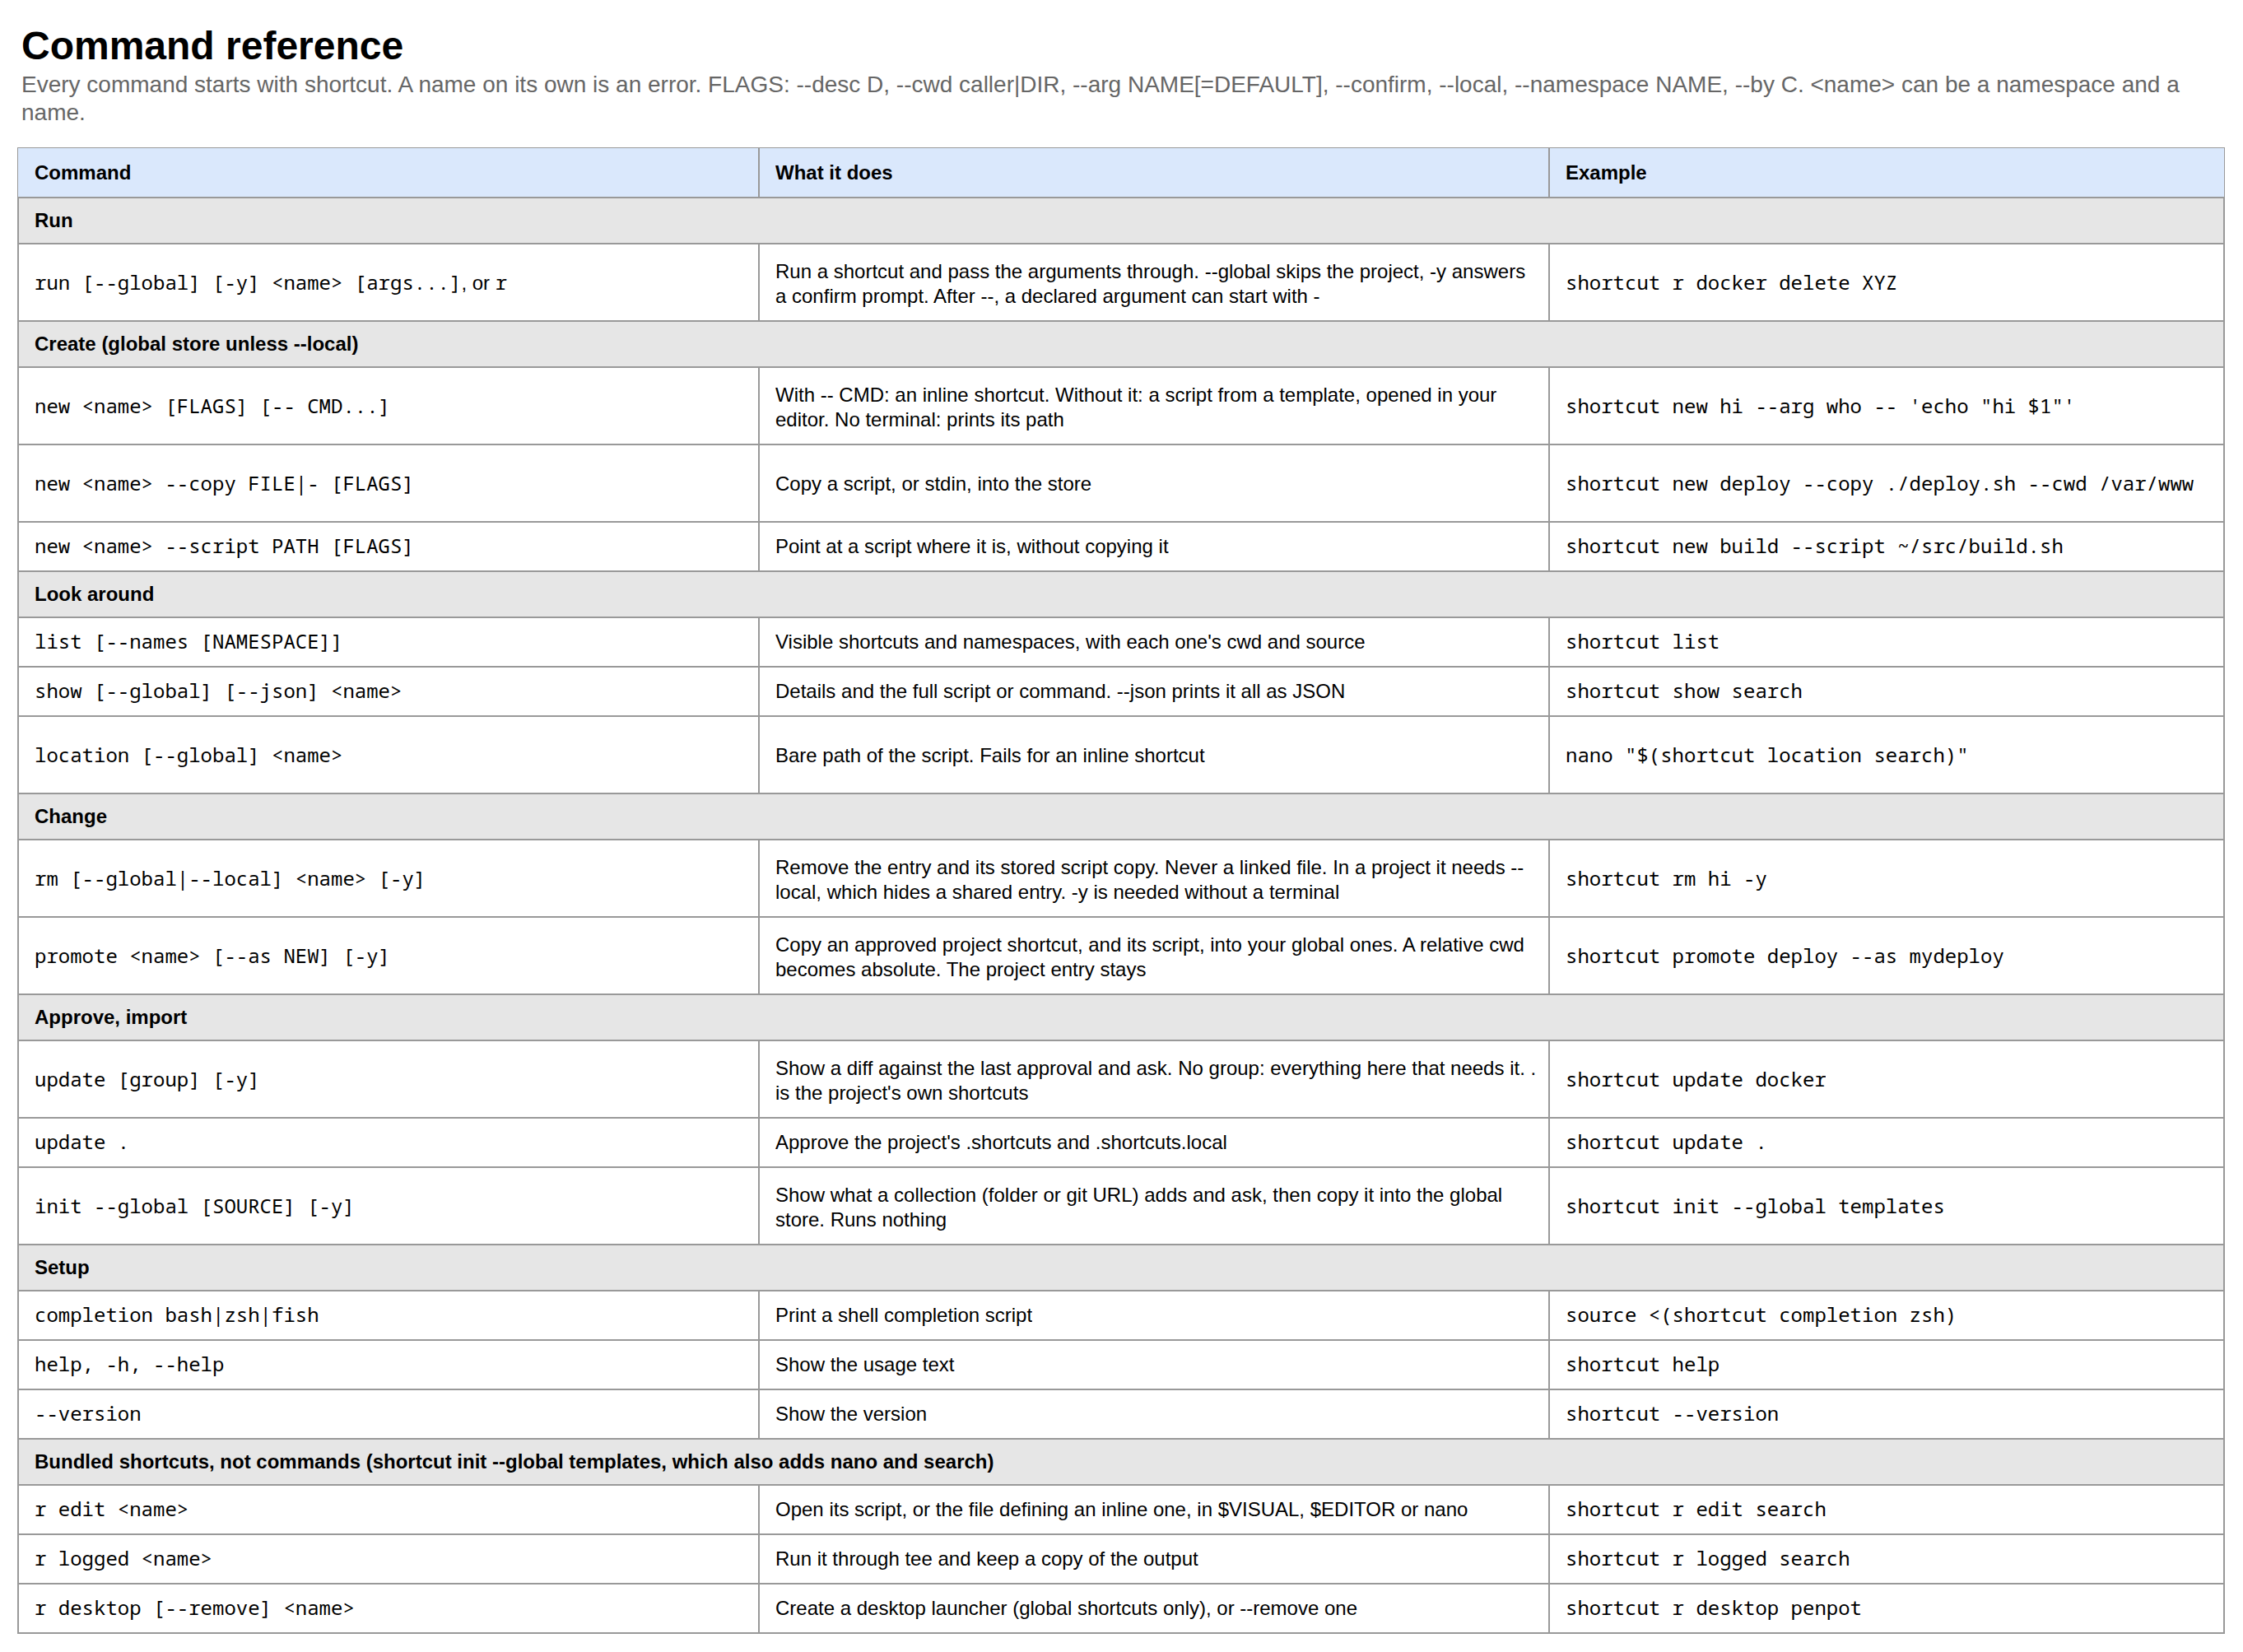 Command reference
Every command starts with shortcut. A name on its own is an error. FLAGS: --desc D, --cwd caller|DIR, --arg NAME[=DEFAULT], --confirm, --local, --namespace NAME, --by C. <name> can be a namespace and a
name.
Command What it does Example
Run
run [--global] [-y] <name> [args...], or r
Run a shortcut and pass the arguments through. --global skips the project, -y answers
a confirm prompt. After --, a declared argument can start with -
shortcut r docker delete XYZ
Create (global store unless --local)
new <name> [FLAGS] [-- CMD...]
With -- CMD: an inline shortcut. Without it: a script from a template, opened in your
editor. No terminal: prints its path
shortcut new hi --arg who -- 'echo "hi $1"'
new <name> --copy FILE|- [FLAGS]
Copy a script, or stdin, into the store
shortcut new deploy --copy ./deploy.sh --cwd /var/www
new <name> --script PATH [FLAGS]
Point at a script where it is, without copying it
shortcut new build --script ~/src/build.sh
Look around
list [--names [NAMESPACE]]
Visible shortcuts and namespaces, with each one's cwd and source
shortcut list
show [--global] [--json] <name>
Details and the full script or command. --json prints it all as JSON
shortcut show search
location [--global] <name>
Bare path of the script. Fails for an inline shortcut
nano "$(shortcut location search)"
Change
rm [--global|--local] <name> [-y]
Remove the entry and its stored script copy. Never a linked file. In a project it needs --
local, which hides a shared entry. -y is needed without a terminal
shortcut rm hi -y
promote <name> [--as NEW] [-y]
Copy an approved project shortcut, and its script, into your global ones. A relative cwd
becomes absolute. The project entry stays
shortcut promote deploy --as mydeploy
Approve, import
update [group] [-y]
Show a diff against the last approval and ask. No group: everything here that needs it. .
is the project's own shortcuts
shortcut update docker
update .
Approve the project's .shortcuts and .shortcuts.local
shortcut update .
init --global [SOURCE] [-y]
Show what a collection (folder or git URL) adds and ask, then copy it into the global
store. Runs nothing
shortcut init --global templates
Setup
completion bash|zsh|fish
Print a shell completion script
source <(shortcut completion zsh)
help, -h, --help
Show the usage text
shortcut help
--version
Show the version
shortcut --version
Bundled shortcuts, not commands (shortcut init --global templates, which also adds nano and search)
r edit <name>
Open its script, or the file defining an inline one, in $VISUAL, $EDITOR or nano
shortcut r edit search
r logged <name>
Run it through tee and keep a copy of the output
shortcut r logged search
r desktop [--remove] <name>
Create a desktop launcher (global shortcuts only), or --remove one
shortcut r desktop penpot